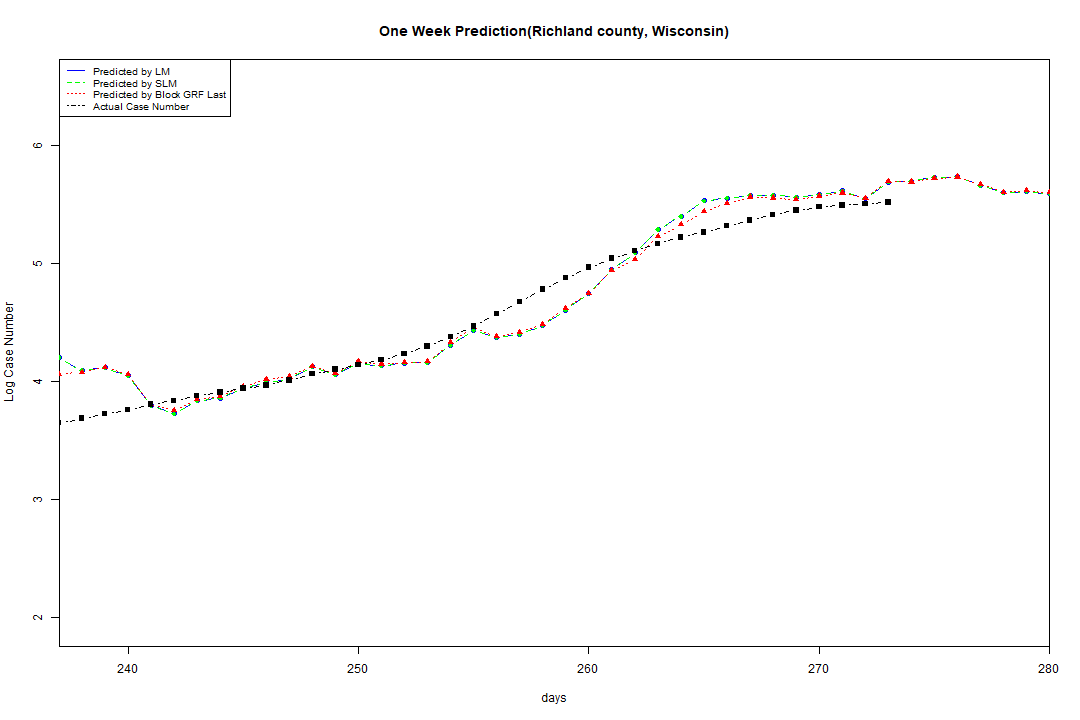 One Week Prediction(Richland county, Wisconsin)
Predicted by LM
Predicted by SLM
Predicted by Block GRF Last
Actual Case Number
6
5
4
3
2
Log Case Number
240 250 260 270 280
days